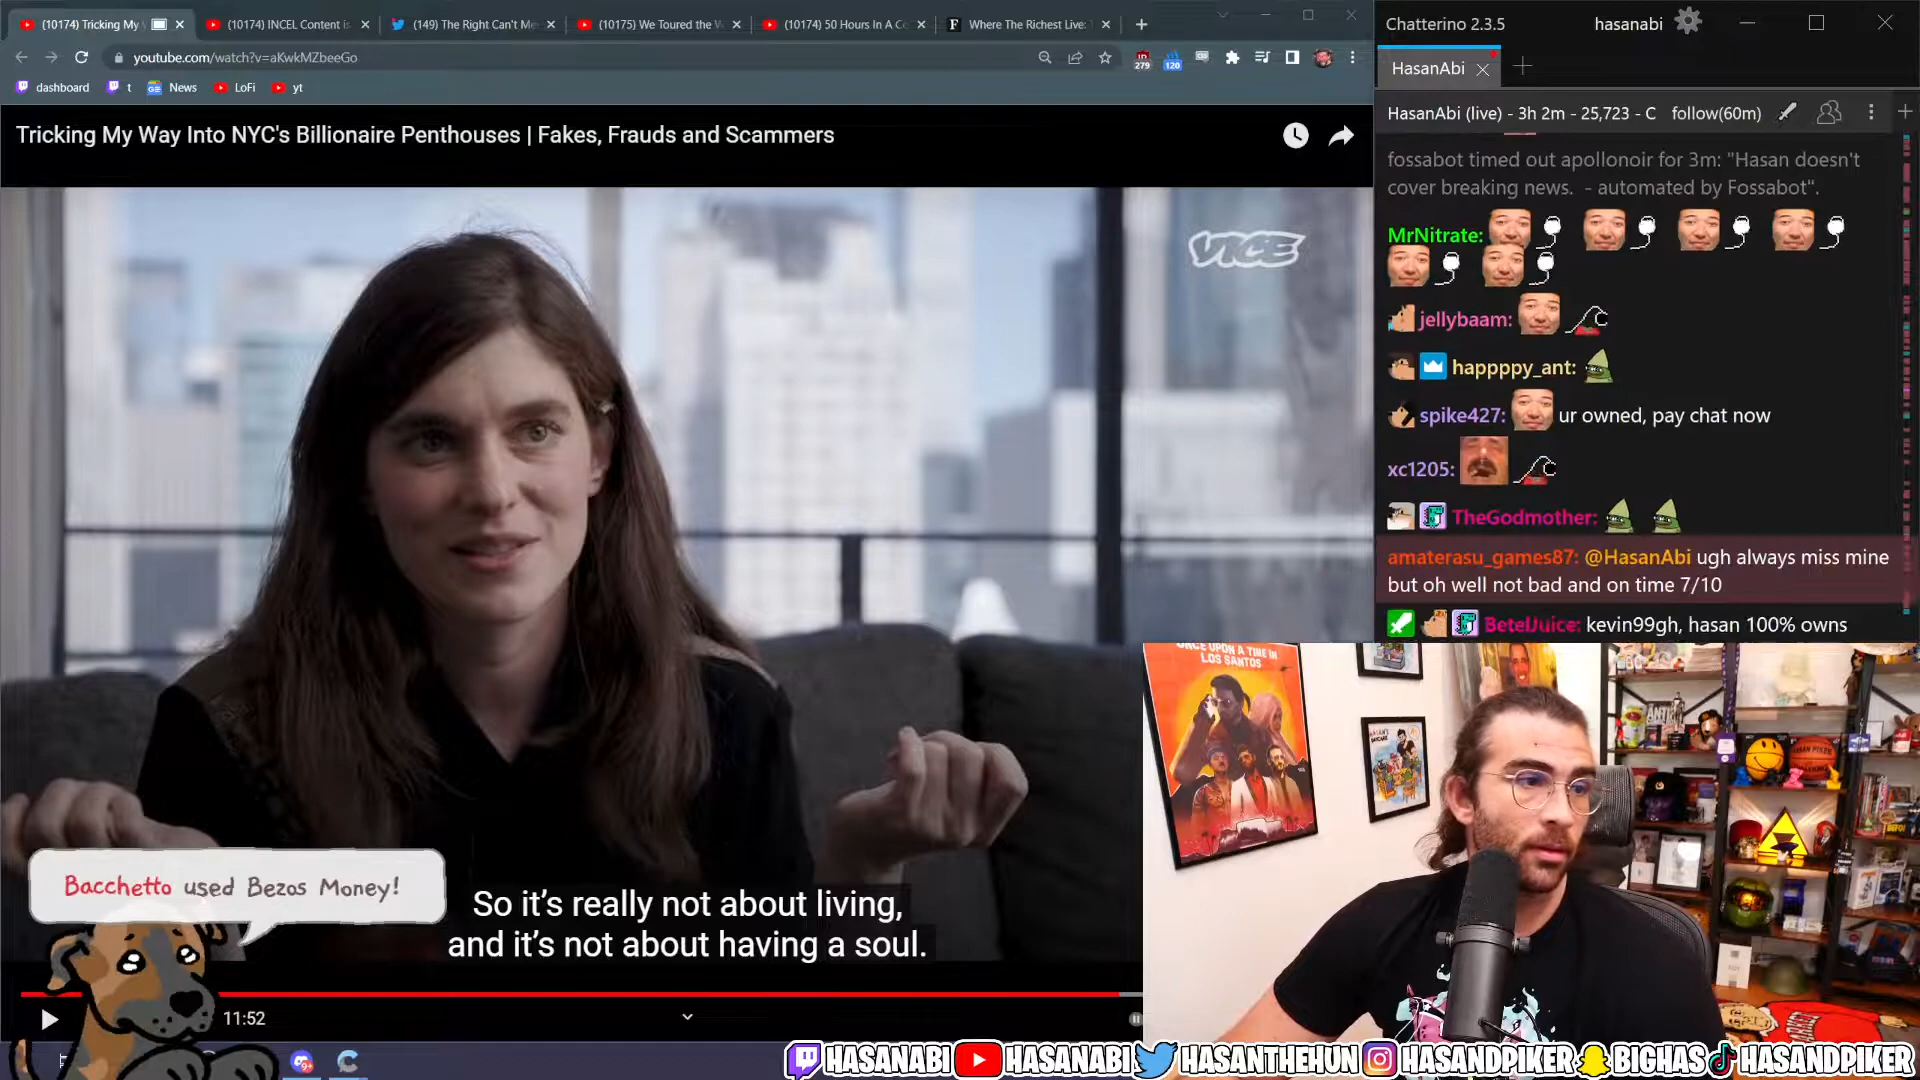 (10174) Tricking My
(10174) INCEL Content is
(149) The Right Can't Me
(10175) We Toured the
(10174) 50 Hours In A C
Where The Richest Live:
youtube.com/watch?v=aKwkMZbeeGo
279
120
dashboard
t
News
LoFi
yt
Tricking My Way Into NYC's Billionaire Penthouses | Fakes, Frauds and Scammers
VICE
Bacchetto used Bezos Money!
So it's really not about living,
and it's not about having a soul.
11:52
Chatterino 2.3.5
hasanabi
HasanAbi
HasanAbi (live) - 3h 2m - 25,723 - C
follow(60m)
fossabot timed out apollonoir for 3m: "Hasan doesn't
cover breaking news.  - automated by Fossabot".
MrNitrate:
jellybaam:
happppy_ant:
spike427: ur owned, pay chat now
xc1205:
TheGodmother:
amaterasu_games87: @HasanAbi ugh always miss mine
but oh well not bad and on time 7/10
BetelJuice: kevin99gh, hasan 100% owns
ONCE UPON A TIME IN
LOS SANTOS
HASANABI
HASANABI
HASANTHEHUN
HASANDPIKER
BIGHAS
HASANDPIKER